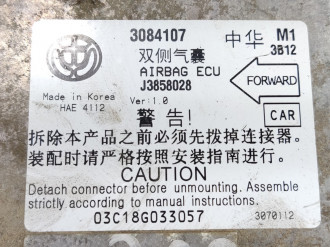 3084107 中华 M1
双侧气囊 3B12
AIRBAG ECU
J3858028 FORWARD
Made in Korea Ver:1.0
HAE 4112 CAR
警告!
拆除本产品之前必须先拨掉连接器.
装配时请严格按照安装指南进行.
CAUTION
Detach connector before unmounting. Assemble
strictly according to manual instructions.
03C18G033057 3070112